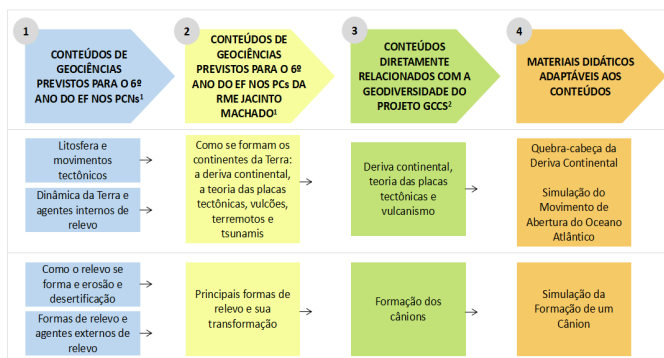 1
CONTEÚDOS DE
GEOCIÊNCIAS
PREVISTOS PARA O 6º
ANO DO EF NOS PCNs¹
2
CONTEÚDOS DE
GEOCIÊNCIAS
PREVISTOS PARA O 6º
ANO DO EF NOS PCs DA
RME JACINTO
MACHADO¹
3
CONTEÚDOS
DIRETAMENTE
RELACIONADOS COM A
GEODIVERSIDADE DO
PROJETO GCCS²
4
MATERIAIS DIDÁTICOS
ADAPTÁVEIS AOS
CONTEÚDOS
Litosfera e
movimentos
tectônicos
Dinâmica da Terra e
agentes internos de
relevo
Como se formam os
continentes da Terra:
a deriva continental,
a teoria das placas
tectônicas, vulcões,
terremotos e
tsunamis
Deriva continental,
teoria das placas
tectônicas e
vulcanismo
Quebra-cabeça da
Deriva Continental
Simulação do
Movimento de
Abertura do Oceano
Atlântico
Como o relevo se
forma e erosão e
desertificação
Formas de relevo e
agentes externos de
relevo
Principais formas de
relevo e sua
transformação
Formação dos
cânions
Simulação da
Formação de um
Cânion